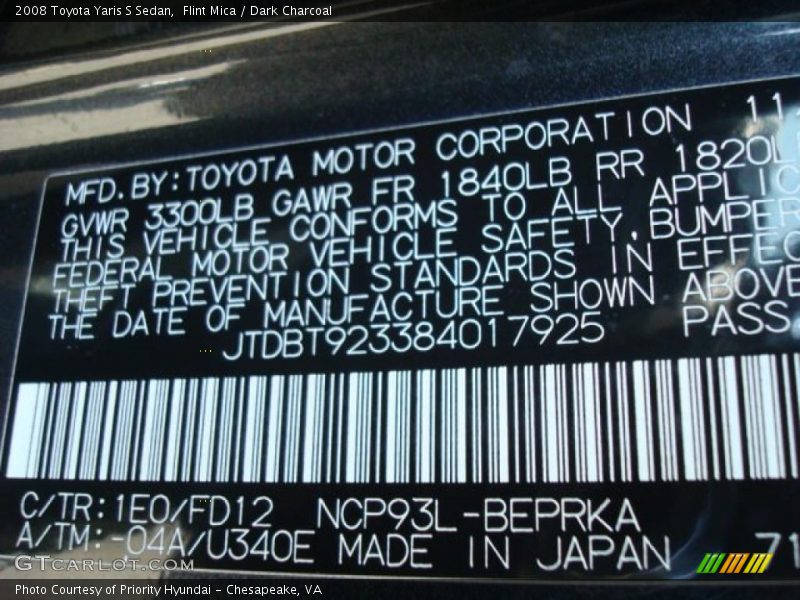 2008 Toyota Yaris S Sedan, Flint Mica / Dark Charcoal
MFD. BY: TOYOTA MOTOR CORPORATION 11
GVWR 3300LB GAWR FR 1840LB RR 1820L
THIS VEHICLE CONFORMS TO ALL APPLIC
FEDERAL MOTOR VEHICLE SAFETY, BUMPER
THEFT PREVENTION STANDARDS IN EFFEC
THE DATE OF MANUFACTURE SHOWN ABOVE
JTDBT923384017925 PASS
C/TR: 1E0/FD12 NCP93L-BEPRKA
A/TM: -04A/U340E MADE IN JAPAN 71
GTCARLOT.COM
Photo Courtesy of Priority Hyundai - Chesapeake, VA